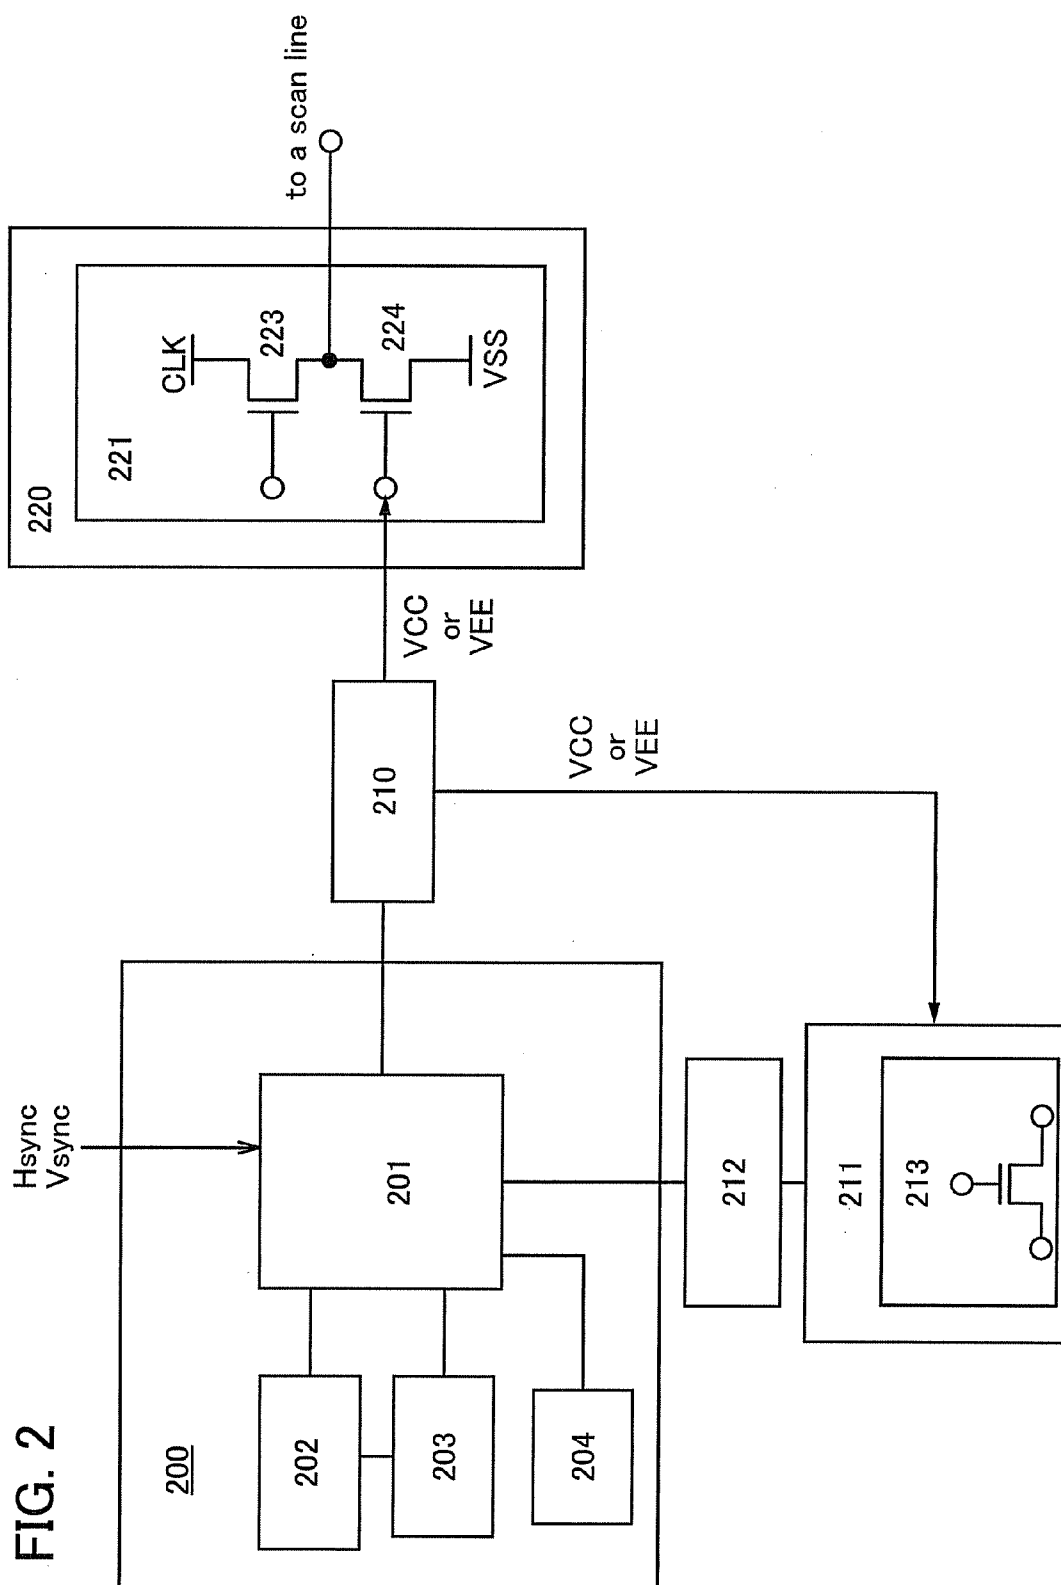 FIG. 2
Hsync
Vsync
200
201
202
203
204
210
VCC
or
VEE
VCC
or
VEE
212
211
213
220
221
CLK
223
224
VSS
to a scan line